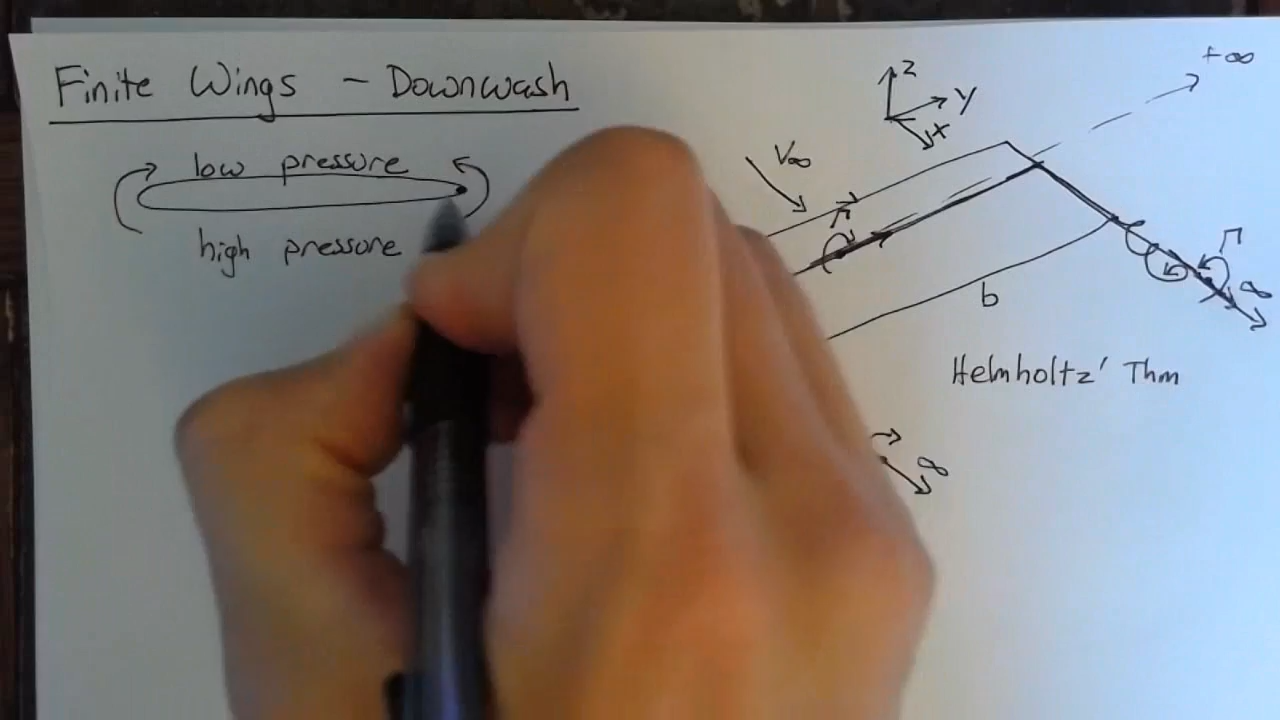 Finite Wings - Downwash
low pressure
high pressure
z
y
x
V∞
+∞
Γ
Γ
∞
b
Helmholtz' Thm
∞